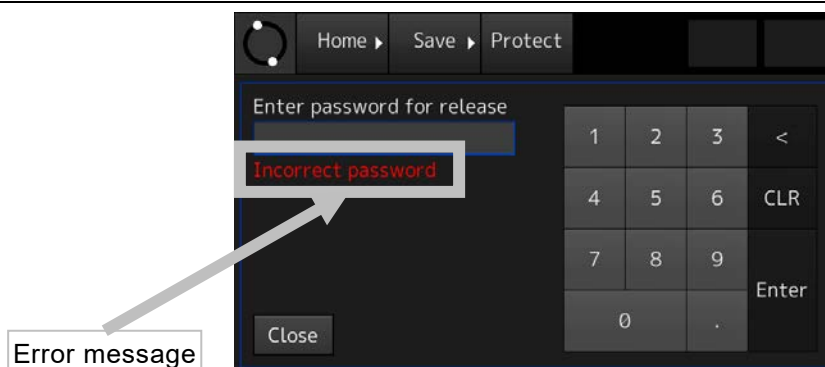 Home ▶ Save ▶ Protect
Enter password for release
Incorrect password
1 2 3 <
4 5 6 CLR
7 8 9
Enter
0 .
Close
Error message